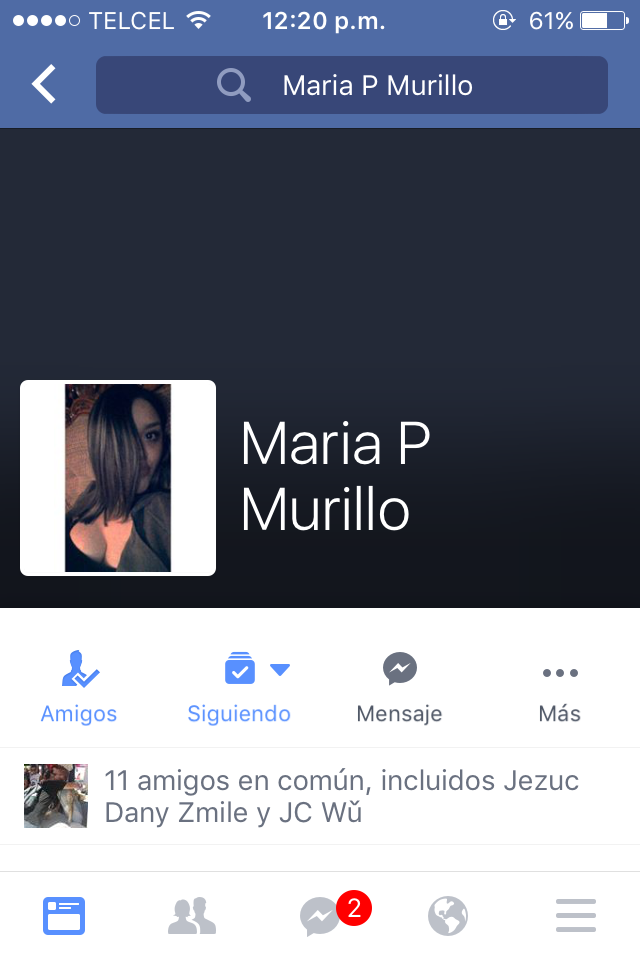 TELCEL 12:20 p.m. 61%
Maria P Murillo
Maria P
Murillo
Amigos Siguiendo Mensaje Más
11 amigos en común, incluidos Jezuc
Dany Zmile y JC Wǔ
2